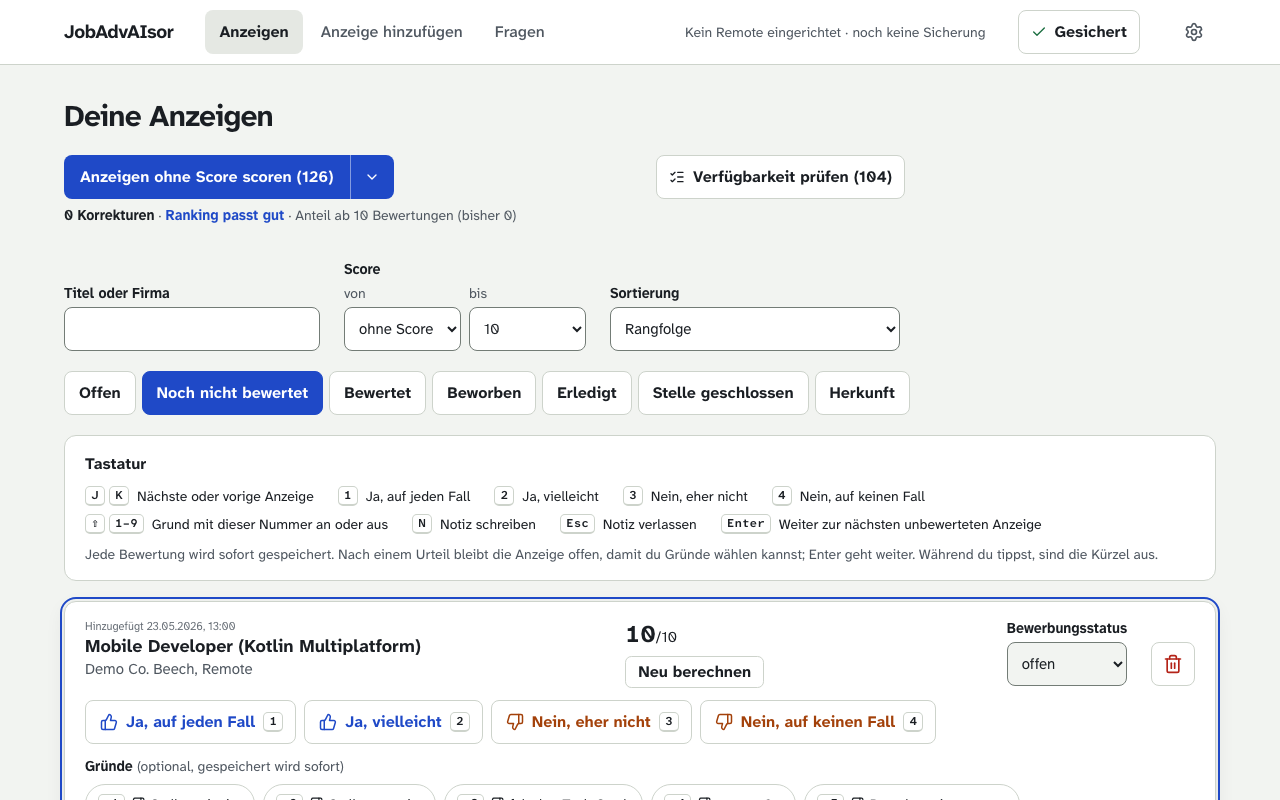 JobAdvAIsor Anzeigen Anzeige hinzufügen Fragen Kein Remote eingerichtet · noch keine Sicherung Gesichert
Deine Anzeigen
Anzeigen ohne Score scoren (126) Verfügbarkeit prüfen (104)
0 Korrekturen · Ranking passt gut · Anteil ab 10 Bewertungen (bisher 0)
Score
Titel oder Firma von bis Sortierung
ohne Score 10 Rangfolge
Offen Noch nicht bewertet Bewertet Beworben Erledigt Stelle geschlossen Herkunft
Tastatur
J K Nächste oder vorige Anzeige 1 Ja, auf jeden Fall 2 Ja, vielleicht 3 Nein, eher nicht 4 Nein, auf keinen Fall
⇧ 1–9 Grund mit dieser Nummer an oder aus N Notiz schreiben Esc Notiz verlassen Enter Weiter zur nächsten unbewerteten Anzeige
Jede Bewertung wird sofort gespeichert. Nach einem Urteil bleibt die Anzeige offen, damit du Gründe wählen kannst; Enter geht weiter. Während du tippst, sind die Kürzel aus.
Hinzugefügt 23.05.2026, 13:00
Mobile Developer (Kotlin Multiplatform) 10/10 Bewerbungsstatus
Demo Co. Beech, Remote Neu berechnen offen
Ja, auf jeden Fall 1 Ja, vielleicht 2 Nein, eher nicht 3 Nein, auf keinen Fall 4
Gründe (optional, gespeichert wird sofort)